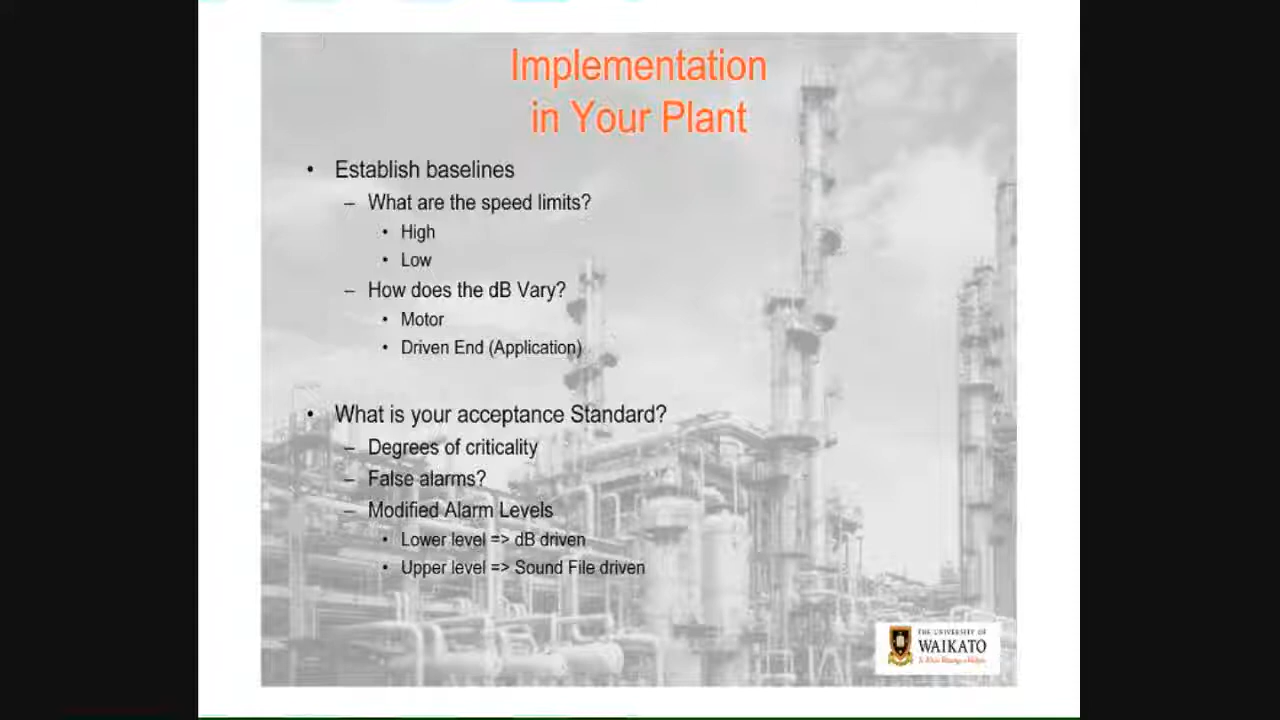 Implementation
in Your Plant
• Establish baselines
– What are the speed limits?
• High
• Low
– How does the dB Vary?
• Motor
• Driven End (Application)
• What is your acceptance Standard?
– Degrees of criticality
– False alarms?
– Modified Alarm Levels
• Lower level => dB driven
• Upper level => Sound File driven
THE UNIVERSITY OF
WAIKATO